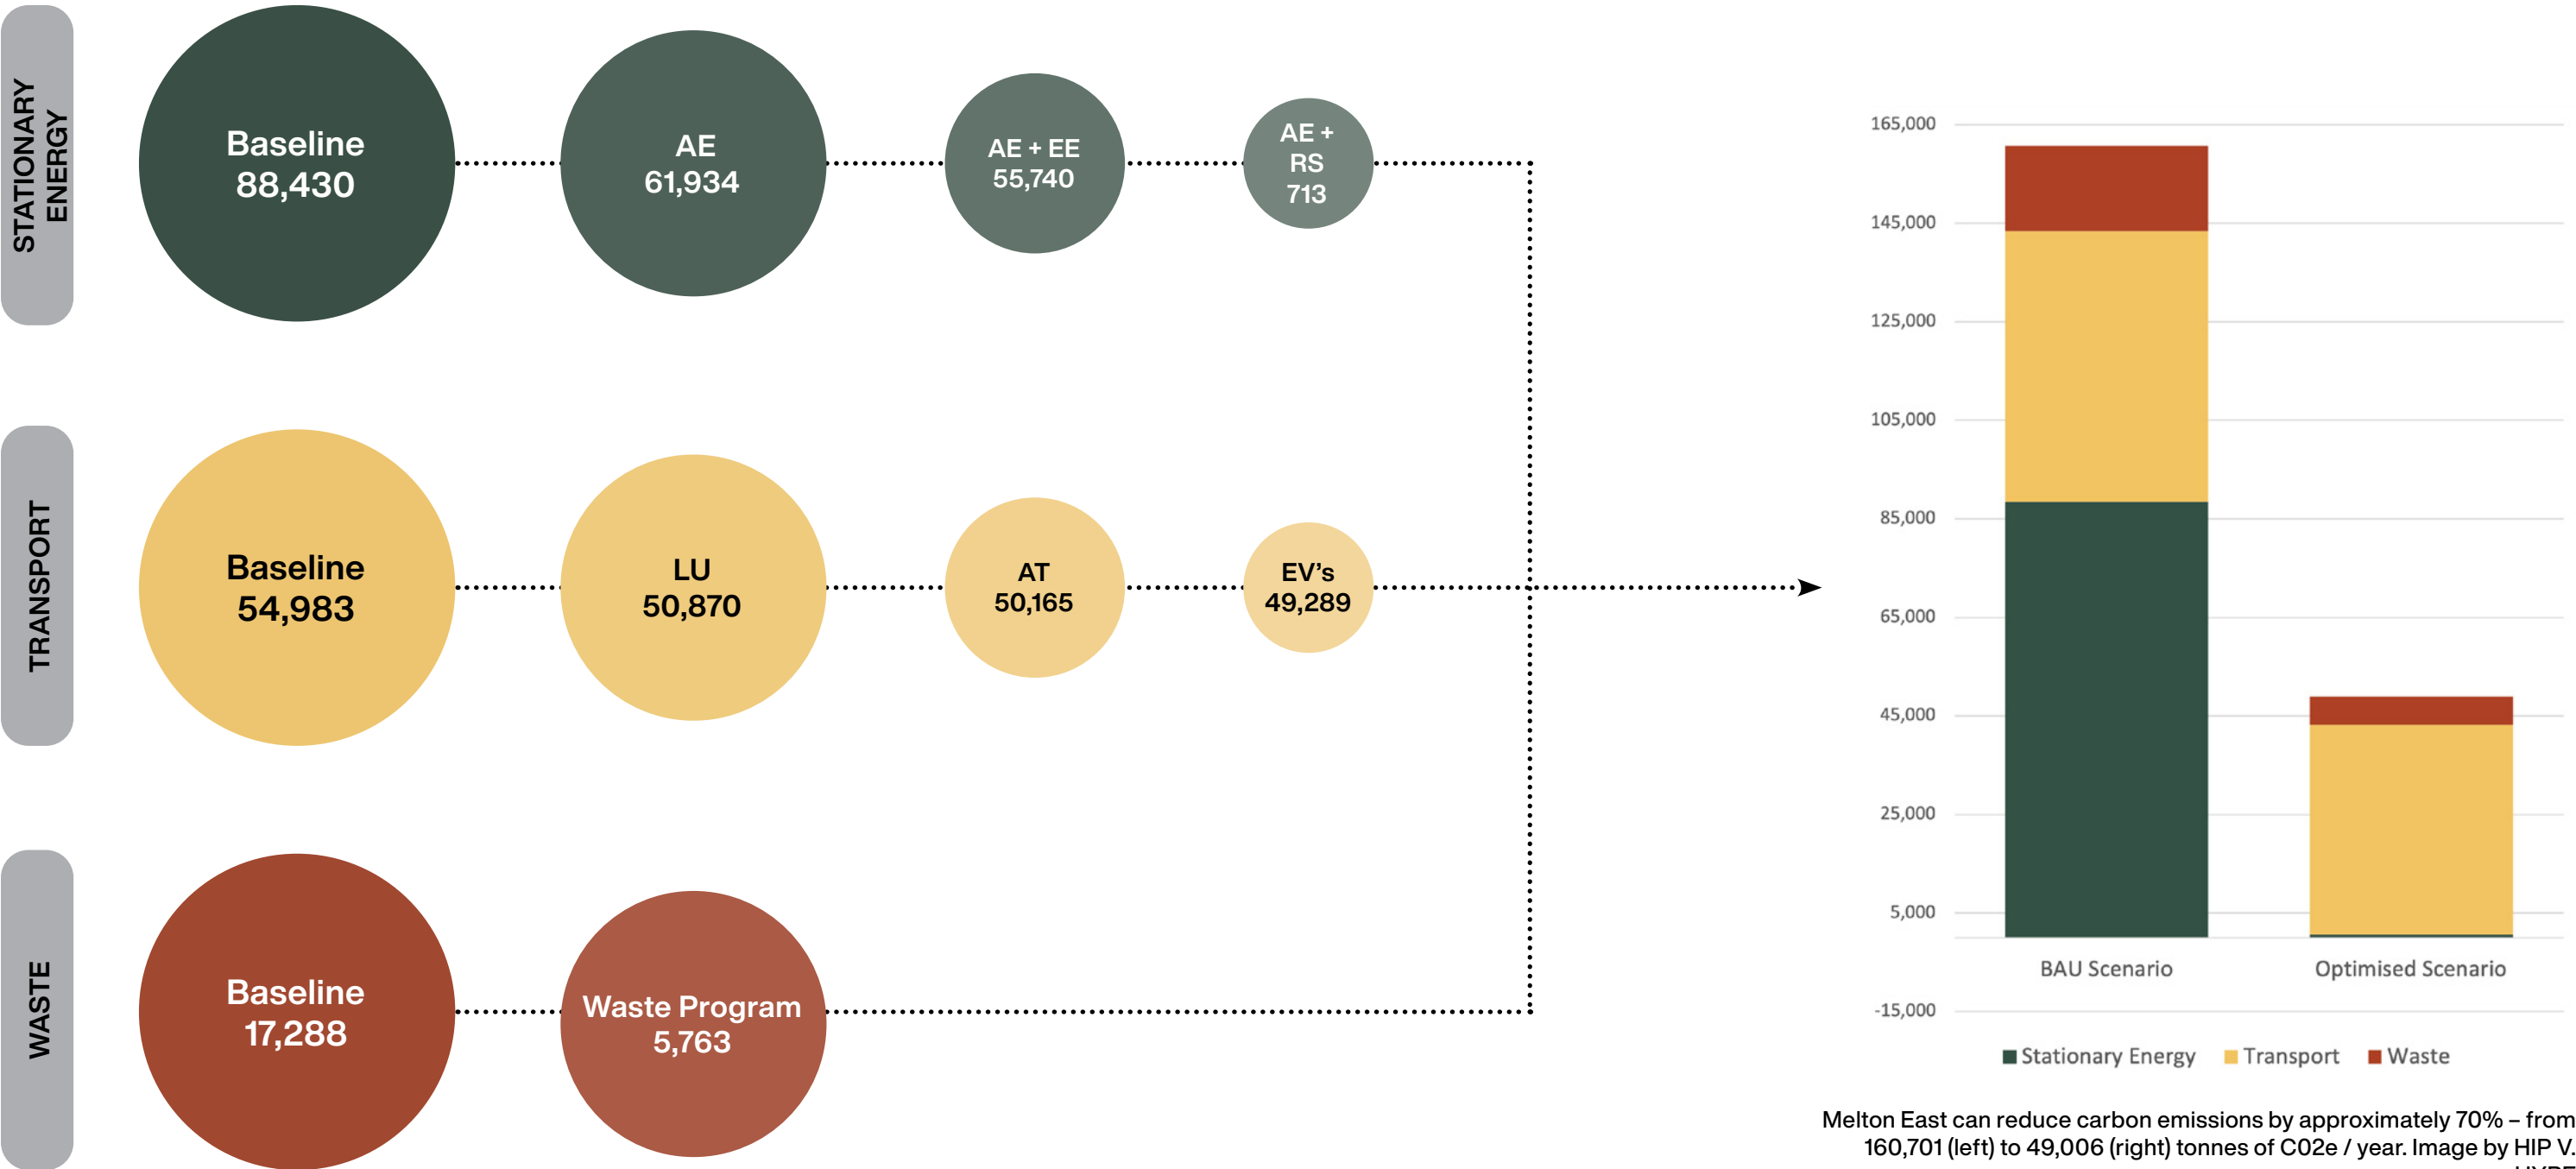 STATIONARY
ENERGY
Baseline
88,430
AE
61,934
AE + EE
55,740
AE +
RS
713
TRANSPORT
Baseline
54,983
LU
50,870
AT
50,165
EV’s
49,289
WASTE
Baseline
17,288
Waste Program
5,763
165,000
145,000
125,000
105,000
85,000
65,000
45,000
25,000
5,000
-15,000
BAU Scenario
Optimised Scenario
Stationary Energy
Transport
Waste
Melton East can reduce carbon emissions by approximately 70% – from
160,701 (left) to 49,006 (right) tonnes of C02e / year. Image by HIP V.